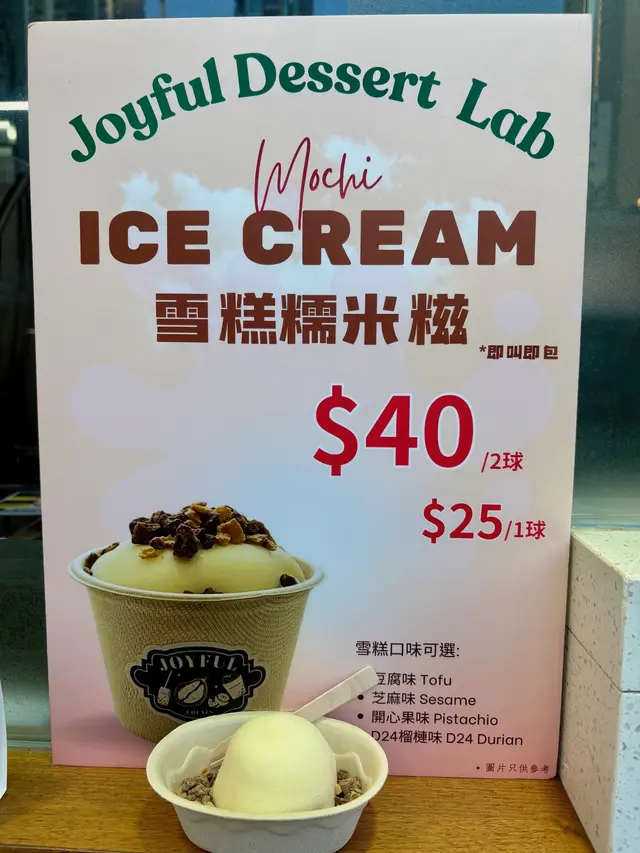 Joyful Dessert Lab
Mochi
ICE CREAM
雪糕糯米糍
*即叫即包
$40/2球
$25/1球
雪糕口味可選:
豆腐味 Tofu
• 芝麻味 Sesame
• 開心果味 Pistachio
D24榴槤味 D24 Durian
• 圖片只供參考
JOYFUL